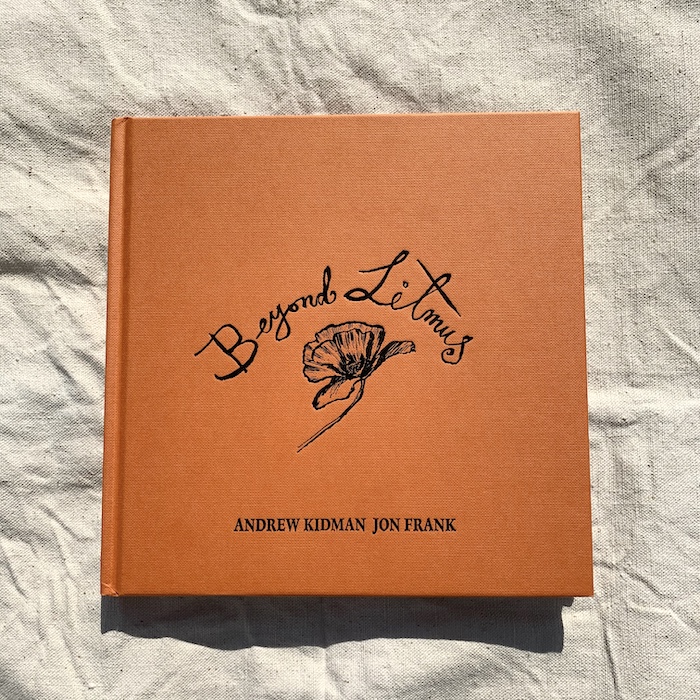 Beyond Litmus
ANDREW KIDMAN JON FRANK